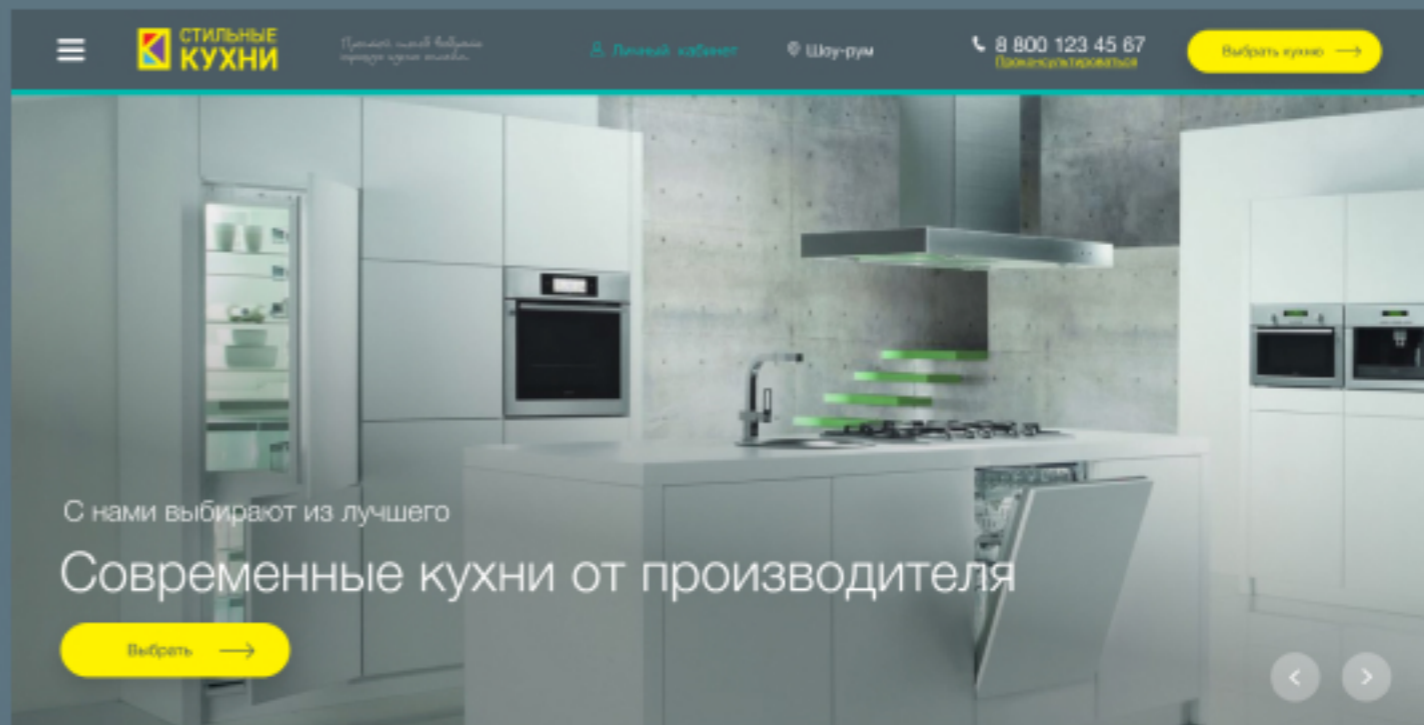 СТИЛЬНЫЕ
КУХНИ
Личный кабинет
Шоу-рум
8 800 123 45 67
Проконсультироваться
Выбрать кухню
С нами выбирают из лучшего
Современные кухни от производителя
Выбрать